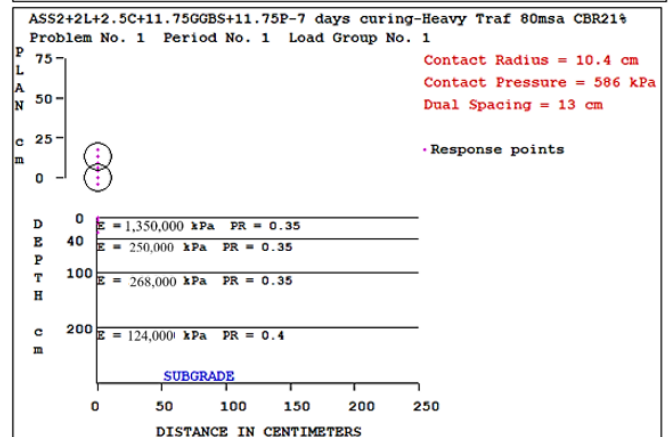 ASS2+2L+2.5C+11.75GGBS+11.75P-7 days curing-Heavy Traf 80msa CBR21%
Problem No. 1 Period No. 1 Load Group No. 1
PLAN cm
75
50
25
0
Contact Radius = 10.4 cm
Contact Pressure = 586 kPa
Dual Spacing = 13 cm
Response points
DEPTH cm
0
E = 1,350,000 kPa PR = 0.35
40
E = 250,000 kPa PR = 0.35
100
E = 268,000 kPa PR = 0.35
200
E = 124,000 kPa PR = 0.4
SUBGRADE
0 50 100 150 200 250
DISTANCE IN CENTIMETERS